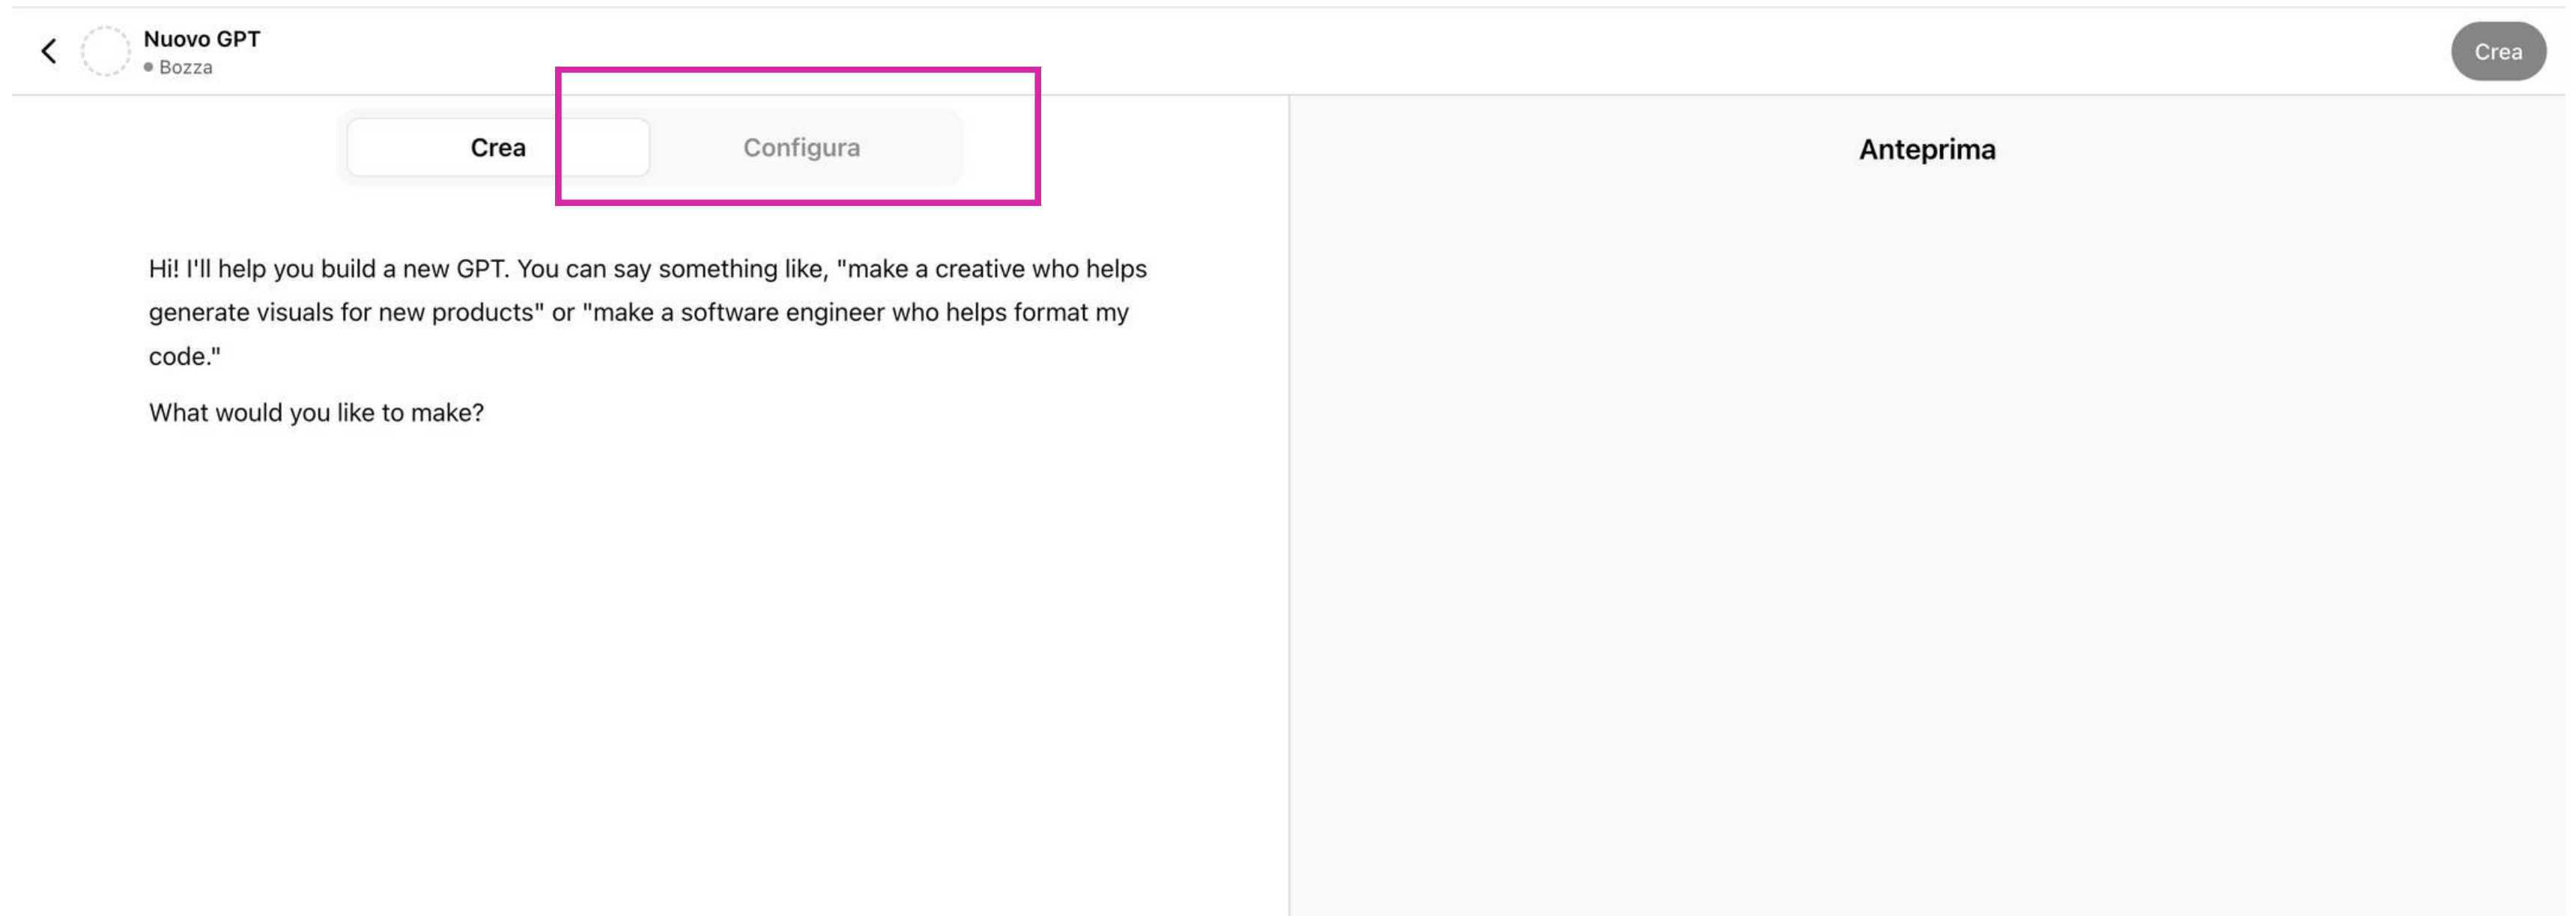 Nuovo GPT
Bozza
Crea
Crea
Configura
Anteprima
Hi! I'll help you build a new GPT. You can say something like, "make a creative who helps
generate visuals for new products" or "make a software engineer who helps format my
code."
What would you like to make?